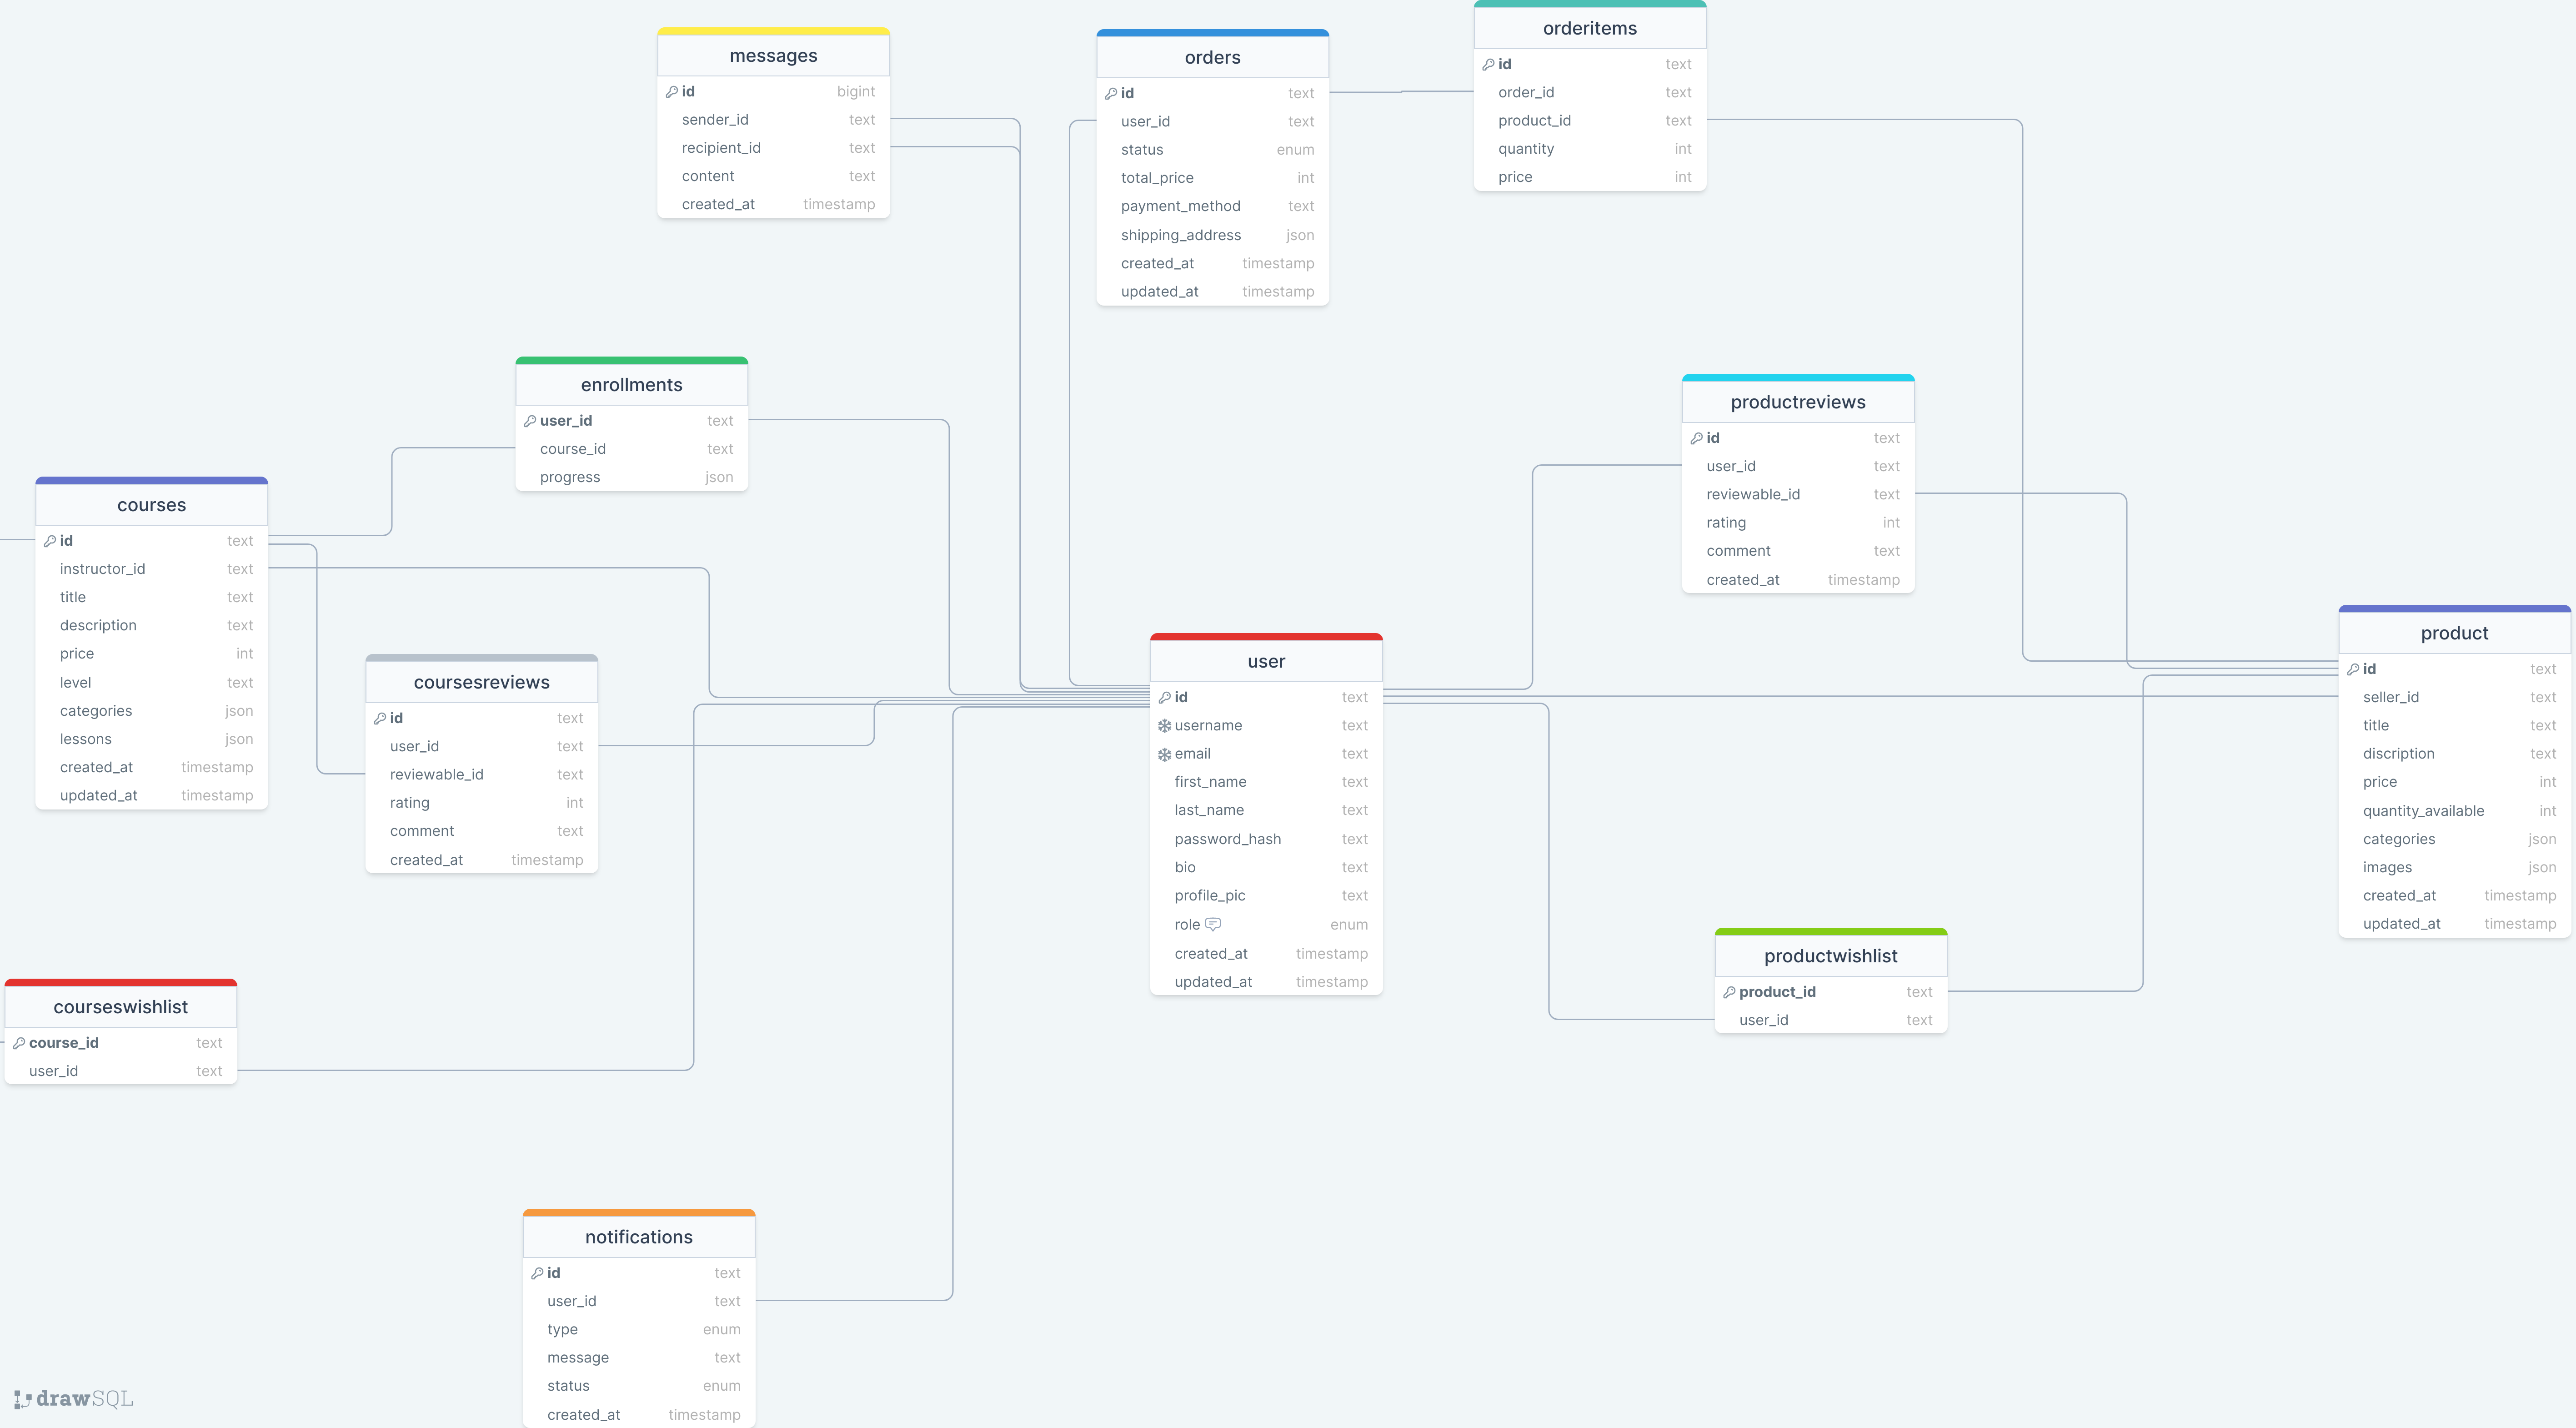 messages
id bigint
sender_id text
recipient_id text
content text
created_at timestamp
orders
id text
user_id text
status enum
total_price int
payment_method text
shipping_address json
created_at timestamp
updated_at timestamp
orderitems
id text
order_id text
product_id text
quantity int
price int
enrollments
user_id text
course_id text
progress json
productreviews
id text
user_id text
reviewable_id text
rating int
comment text
created_at timestamp
courses
id text
instructor_id text
title text
description text
price int
level text
categories json
lessons json
created_at timestamp
updated_at timestamp
coursesreviews
id text
user_id text
reviewable_id text
rating int
comment text
created_at timestamp
user
id text
username text
email text
first_name text
last_name text
password_hash text
bio text
profile_pic text
role enum
created_at timestamp
updated_at timestamp
product
id text
seller_id text
title text
discription text
price int
quantity_available int
categories json
images json
created_at timestamp
updated_at timestamp
productwishlist
product_id text
user_id text
courseswishlist
course_id text
user_id text
notifications
id text
user_id text
type enum
message text
status enum
created_at timestamp
drawSQL